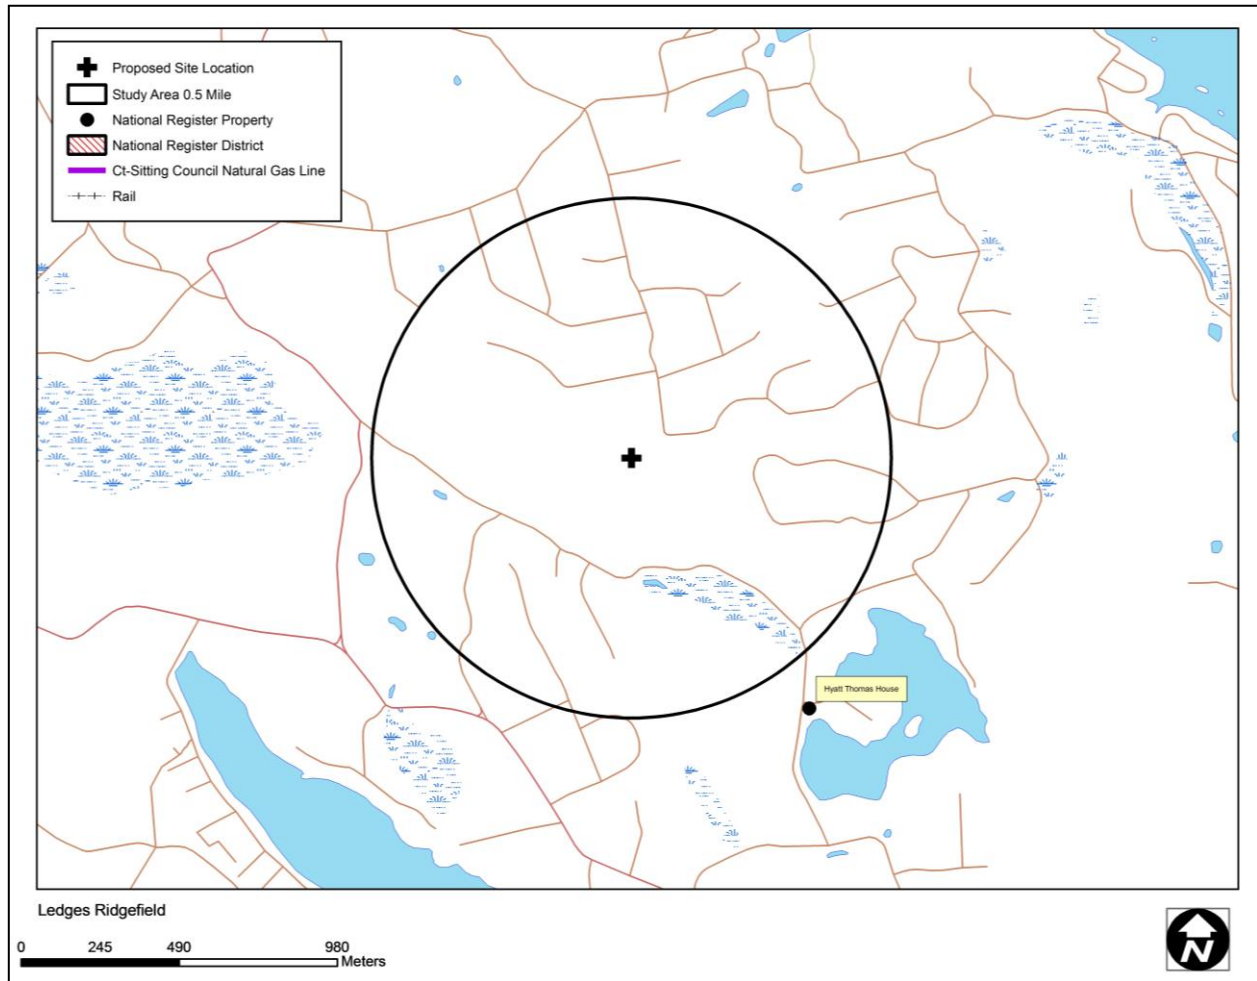 Proposed Site Location
Study Area 0.5 Mile
National Register Property
National Register District
Ct-Sitting Council Natural Gas Line
Rail
Hyatt Thomas House
Ledges Ridgefield
0 245 490 980
Meters
N